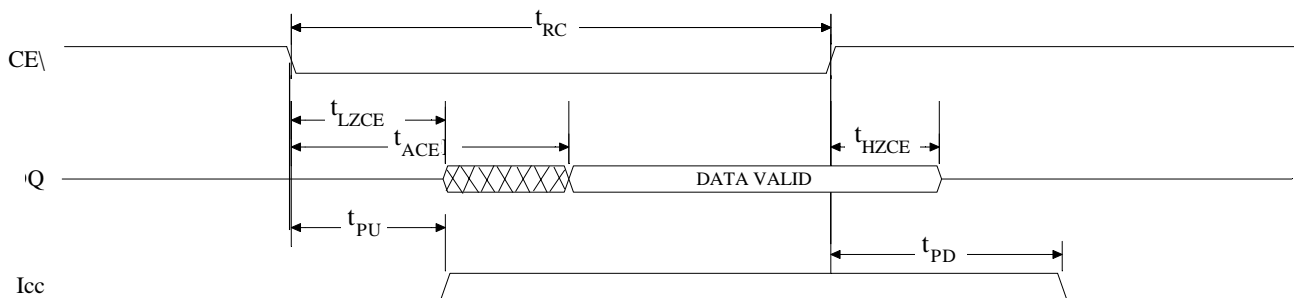 tRC
CE\
tLZCE
tACE
tHZCE
Q
DATA VALID
tPU
tPD
Icc